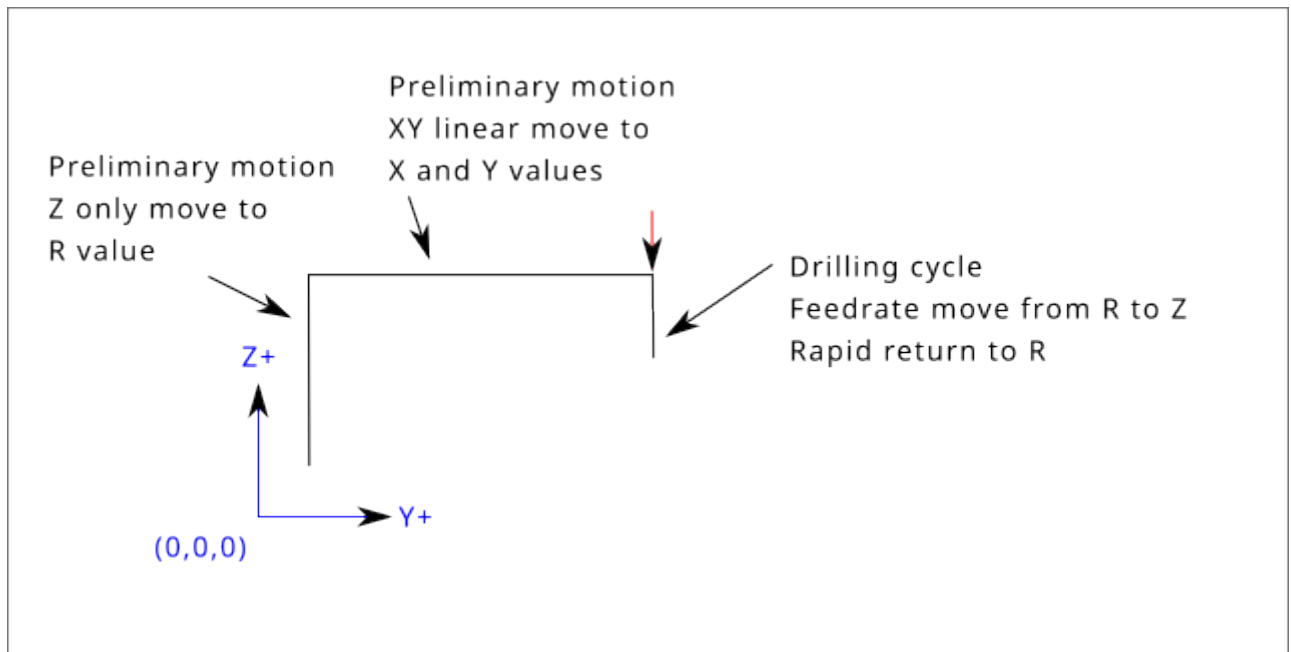 Preliminary motion
XY linear move to
X and Y values
Preliminary motion
Z only move to
R value
Drilling cycle
Feedrate move from R to Z
Rapid return to R
Z+
Y+
(0,0,0)